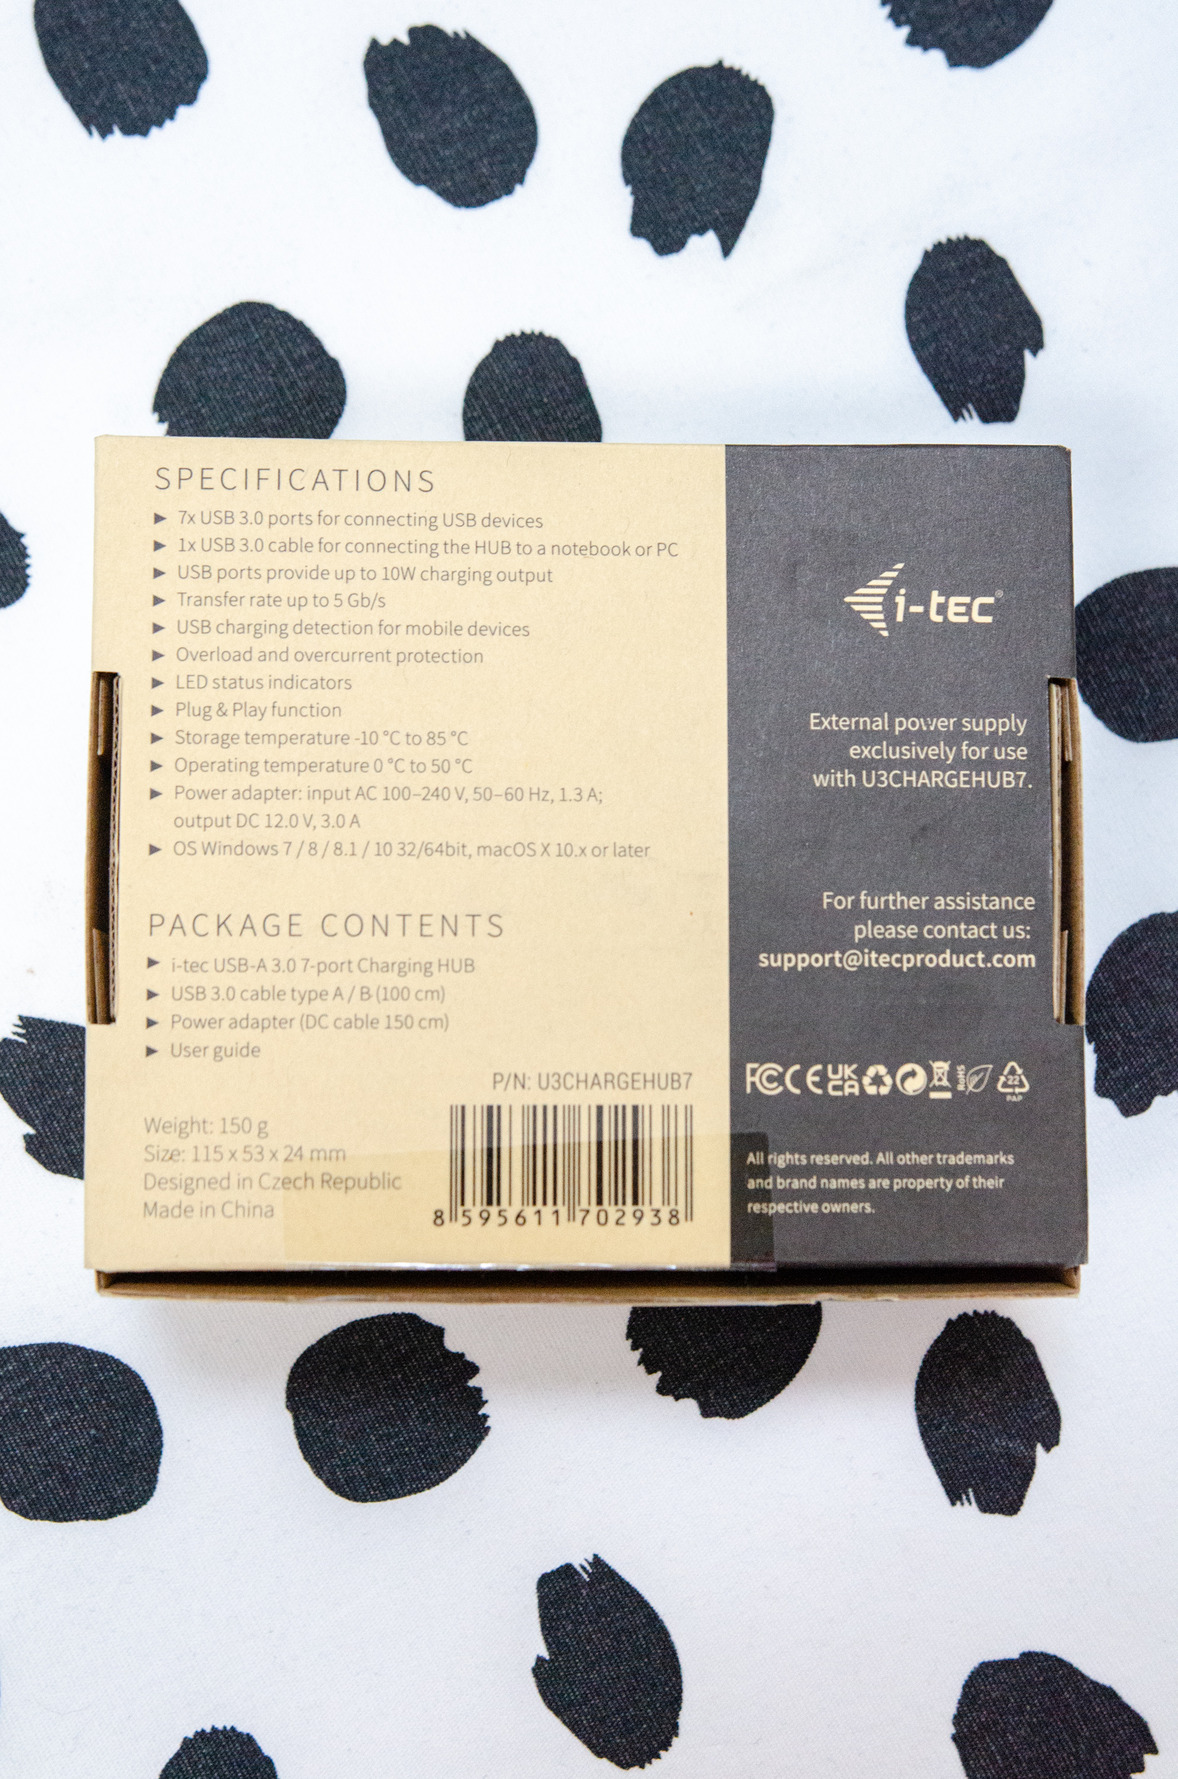 SPECIFICATIONS
► 7x USB 3.0 ports for connecting USB devices
► 1x USB 3.0 cable for connecting the HUB to a notebook or PC
► USB ports provide up to 10W charging output
► Transfer rate up to 5 Gb/s
► USB charging detection for mobile devices
► Overload and overcurrent protection
► LED status indicators
► Plug & Play function
► Storage temperature -10 °C to 85 °C
► Operating temperature 0 °C to 50 °C
► Power adapter: input AC 100–240 V, 50–60 Hz, 1.3 A;
output DC 12.0 V, 3.0 A
► OS Windows 7 / 8 / 8.1 / 10 32/64bit, macOS X 10.x or later
PACKAGE CONTENTS
► i-tec USB-A 3.0 7-port Charging HUB
► USB 3.0 cable type A / B (100 cm)
► Power adapter (DC cable 150 cm)
► User guide
P/N: U3CHARGEHUB7
Weight: 150 g
Size: 115 x 53 x 24 mm
Designed in Czech Republic
Made in China
8 595611 702938
i-tec®
External power supply
exclusively for use
with U3CHARGEHUB7.
For further assistance
please contact us:
support@itecproduct.com
FC CE UK CA RoHS 22 PAP
All rights reserved. All other trademarks
and brand names are property of their
respective owners.